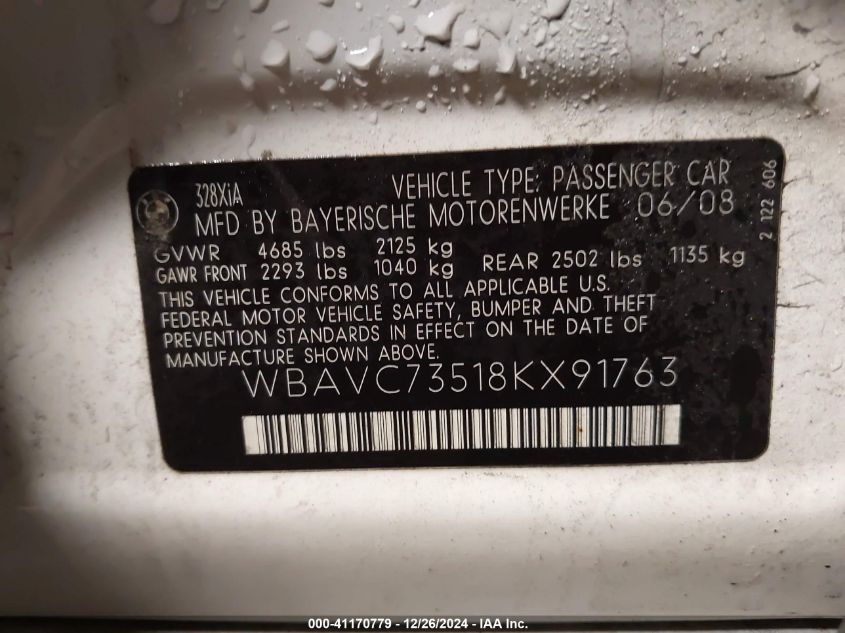 328XiA
VEHICLE TYPE: PASSENGER CAR
MFD BY BAYERISCHE MOTORENWERKE 06/08
GVWR 4685 lbs 2125 kg
GAWR FRONT 2293 lbs 1040 kg REAR 2502 lbs 1135 kg
THIS VEHICLE CONFORMS TO ALL APPLICABLE U.S.
FEDERAL MOTOR VEHICLE SAFETY, BUMPER AND THEFT
PREVENTION STANDARDS IN EFFECT ON THE DATE OF
MANUFACTURE SHOWN ABOVE.
WBAVC73518KX91763
2 122 606
000-41170779 - 12/26/2024 - IAA Inc.